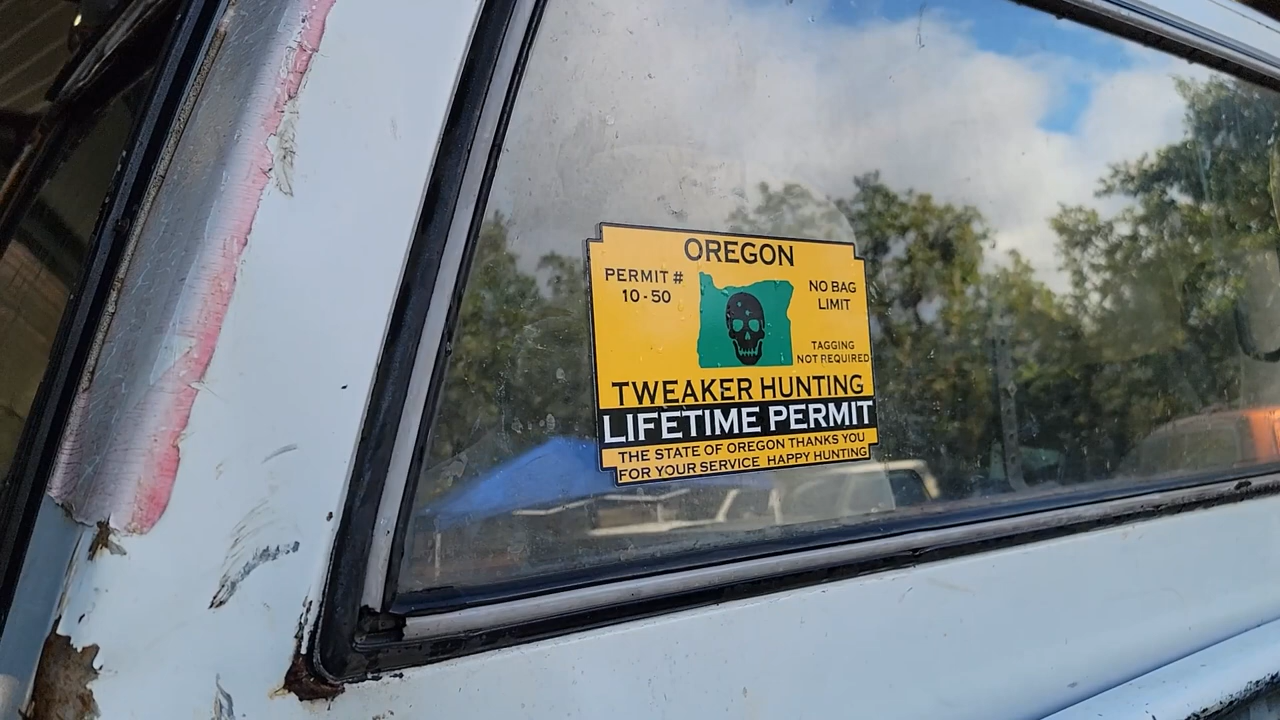 OREGON
PERMIT #
10-50
NO BAG
LIMIT
TAGGING
NOT REQUIRED
TWEAKER HUNTING
LIFETIME PERMIT
THE STATE OF OREGON THANKS YOU
FOR YOUR SERVICE HAPPY HUNTING